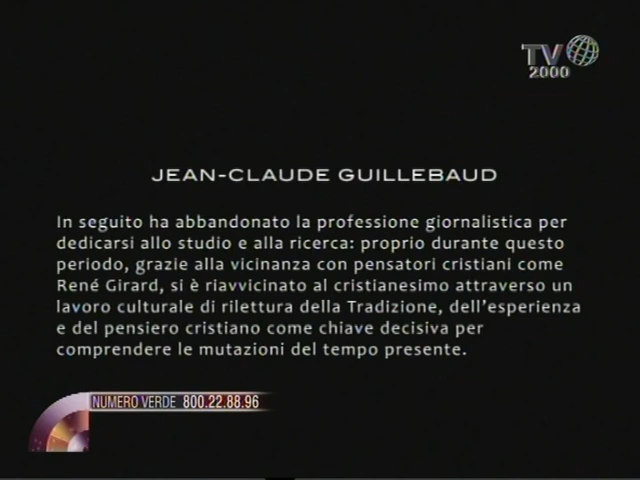 TV
2000
JEAN-CLAUDE GUILLEBAUD
In seguito ha abbandonato la professione giornalistica per
dedicarsi allo studio e alla ricerca: proprio durante questo
periodo, grazie alla vicinanza con pensatori cristiani come
René Girard, si è riavvicinato al cristianesimo attraverso un
lavoro culturale di rilettura della Tradizione, dell'esperienza
e del pensiero cristiano come chiave decisiva per
comprendere le mutazioni del tempo presente.
NUMERO VERDE 800.22.88.96